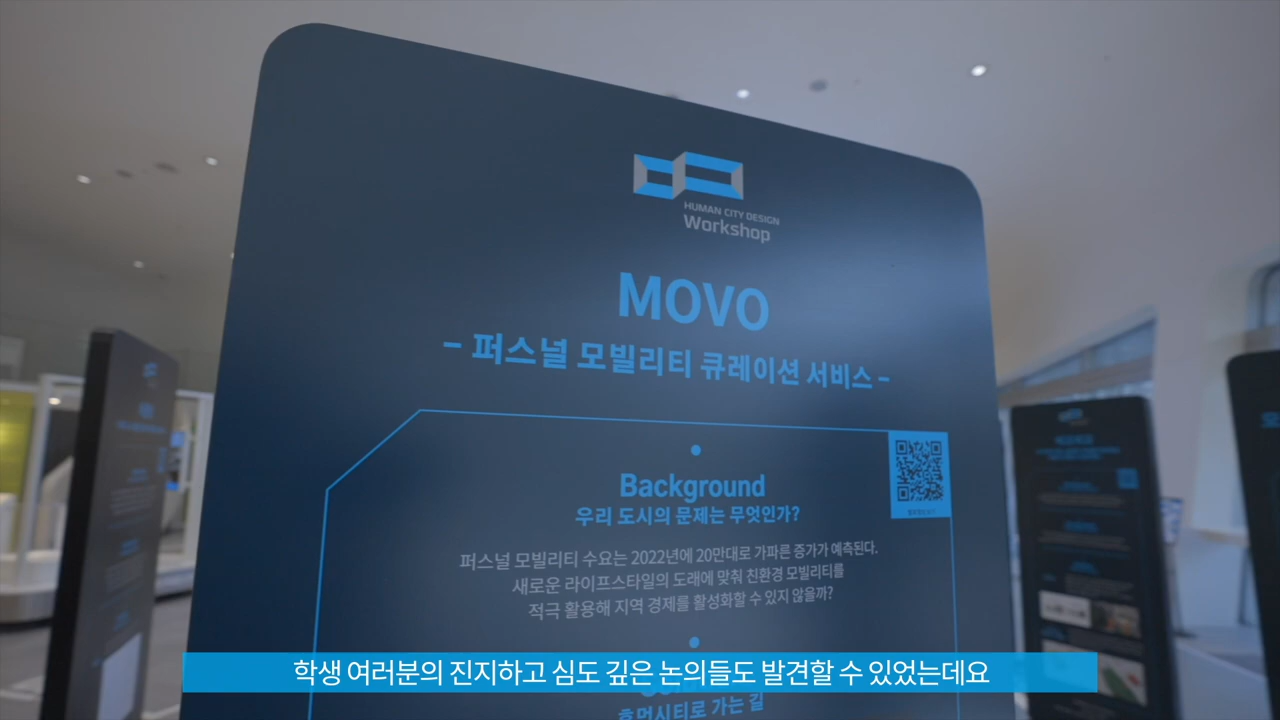 HUMAN CITY DESIGN
Workshop
MOVO
- 퍼스널 모빌리티 큐레이션 서비스 -
Background
우리 도시의 문제는 무엇인가?
퍼스널 모빌리티 수요는 2022년에 20만대로 가파른 증가가 예측된다.
새로운 라이프스타일의 도래에 맞춰 친환경 모빌리티를
적극 활용해 지역 경제를 활성화할 수 있지 않을까?
학생 여러분의 진지하고 심도 깊은 논의들도 발견할 수 있었는데요
휴먼시티로 가는 길